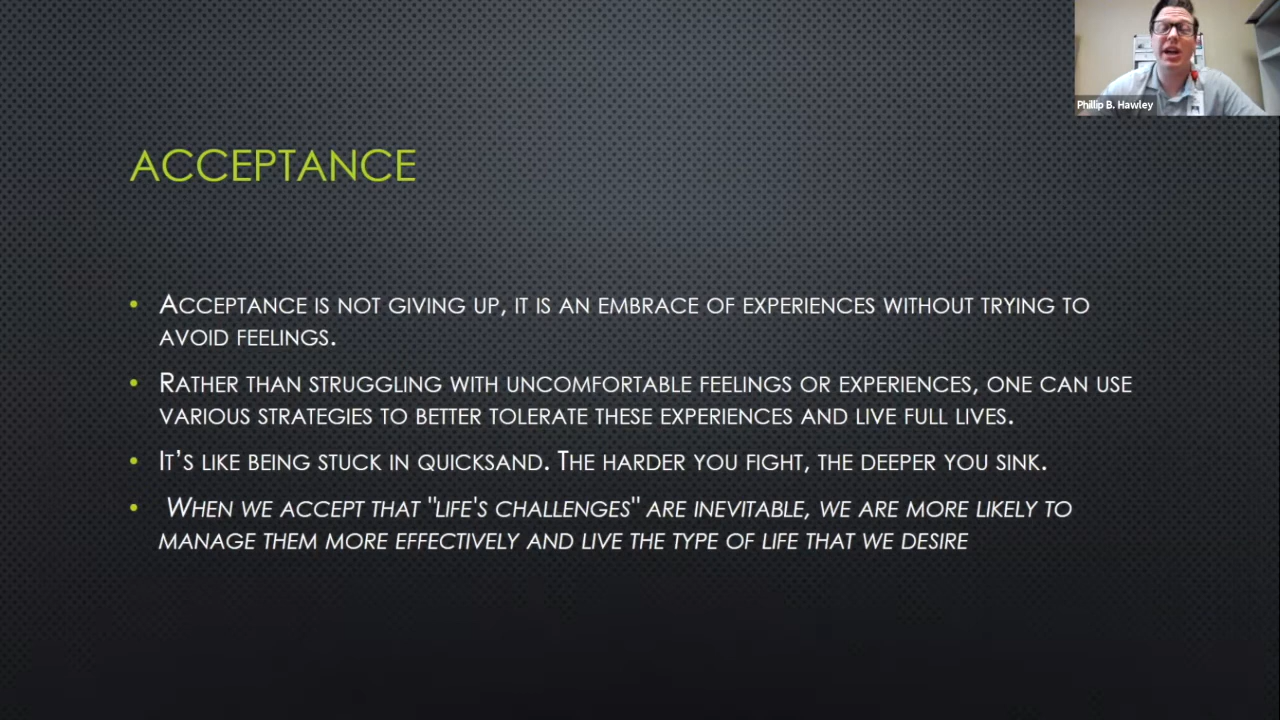 Phillip B. Hawley
ACCEPTANCE
• ACCEPTANCE IS NOT GIVING UP, IT IS AN EMBRACE OF EXPERIENCES WITHOUT TRYING TO
AVOID FEELINGS.
• RATHER THAN STRUGGLING WITH UNCOMFORTABLE FEELINGS OR EXPERIENCES, ONE CAN USE
VARIOUS STRATEGIES TO BETTER TOLERATE THESE EXPERIENCES AND LIVE FULL LIVES.
• IT’S LIKE BEING STUCK IN QUICKSAND. THE HARDER YOU FIGHT, THE DEEPER YOU SINK.
• WHEN WE ACCEPT THAT "LIFE'S CHALLENGES" ARE INEVITABLE, WE ARE MORE LIKELY TO
MANAGE THEM MORE EFFECTIVELY AND LIVE THE TYPE OF LIFE THAT WE DESIRE